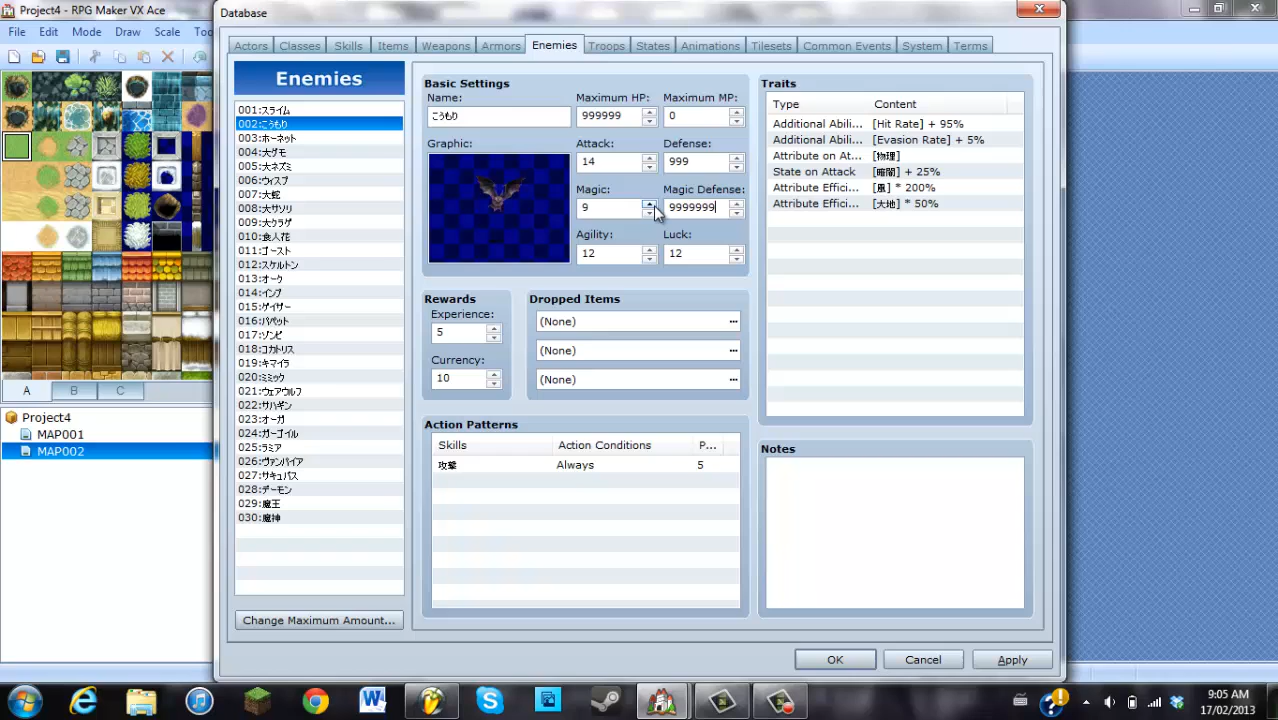 Project4 - RPG Maker VX Ace
File Edit Mode Draw Scale Too
A B C
Project4
MAP001
MAP002
Database
Actors Classes Skills Items Weapons Armors Enemies Troops States Animations Tilesets Common Events System Terms
Enemies
001:スライム
002:こうもり
003:ホーネット
004:大グモ
005:大ネズミ
006:ウィスプ
007:大蛇
008:大サソリ
009:大クラゲ
010:食人花
011:ゴースト
012:スケルトン
013:オーク
014:インプ
015:ゲイザー
016:パペット
017:ゾンビ
018:コカトリス
019:キマイラ
020:ミミック
021:ウェアウルフ
022:サハギン
023:オーガ
024:ガーゴイル
025:ラミア
026:ヴァンパイア
027:サキュバス
028:デーモン
029:魔王
030:魔神
Change Maximum Amount...
Basic Settings
Name: Maximum HP: Maximum MP:
こうもり 999999 0
Graphic: Attack: Defense:
14 999
Magic: Magic Defense:
9 9999999
Agility: Luck:
12 12
Rewards
Experience:
5
Currency:
10
Dropped Items
(None) ...
(None) ...
(None) ...
Action Patterns
Skills Action Conditions P...
攻撃 Always 5
Traits
Type Content
Additional Abili... [Hit Rate] + 95%
Additional Abili... [Evasion Rate] + 5%
Attribute on At... [物理]
State on Attack [暗闇] + 25%
Attribute Effici... [風] * 200%
Attribute Effici... [大地] * 50%
Notes
OK Cancel Apply
9:05 AM
17/02/2013